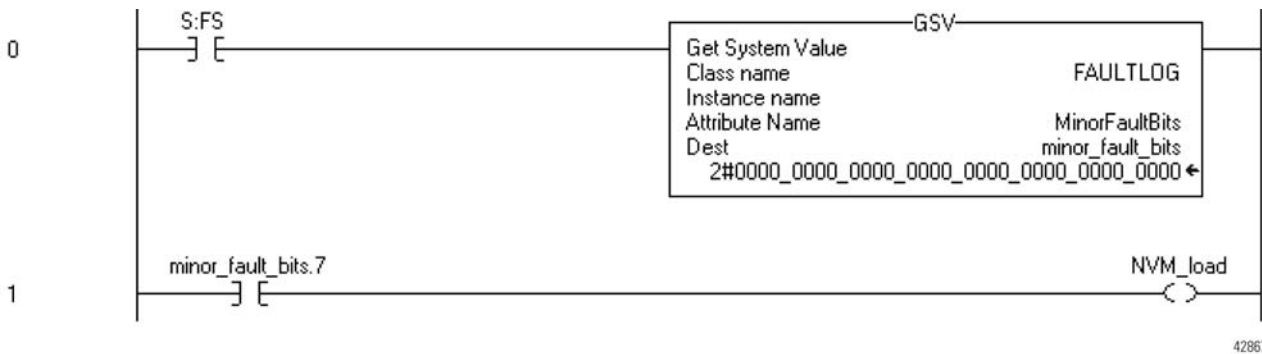 0
S:FS
GSV
Get System Value
Class name FAULTLOG
Instance name
Attribute Name MinorFaultBits
Dest minor_fault_bits
2#0000_0000_0000_0000_0000_0000_0000_0000
1
minor_fault_bits.7 NVM_load
4286